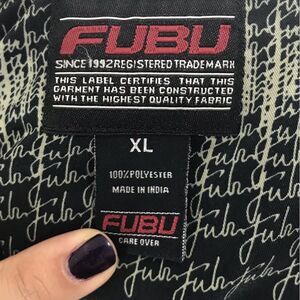 FUBU
SINCE 1992 REGISTERED TRADEMARK
THIS LABEL CERTIFIES THAT THIS
GARMENT HAS BEEN CONSTRUCTED
WITH THE HIGHEST QUALITY FABRIC
XL
100% POLYESTER
MADE IN INDIA
FUBU
CARE OVER